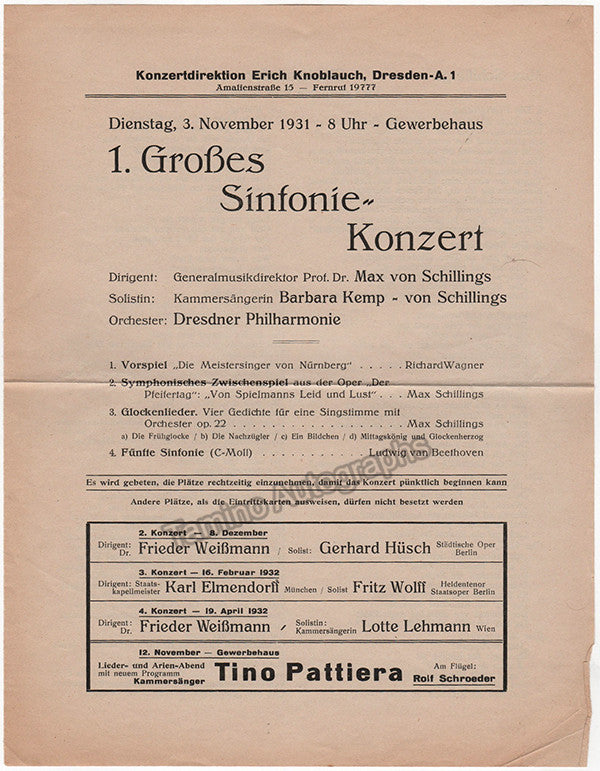 Konzertdirektion Erich Knoblauch, Dresden-A. 1
Amalienstraße 15 — Fernruf 19777
Dienstag, 3. November 1931 - 8 Uhr - Gewerbehaus
1. Großes
Sinfonie-
Konzert
Dirigent: Generalmusikdirektor Prof. Dr. Max von Schillings
Solistin: Kammersängerin Barbara Kemp - von Schillings
Orchester: Dresdner Philharmonie
1. Vorspiel „Die Meistersinger von Nürnberg" . . . . . Richard Wagner
2. Symphonisches Zwischenspiel aus der Oper „Der
Pfeifertag": „Von Spielmanns Leid und Lust" . . . Max Schillings
3. Glockenlieder. Vier Gedichte für eine Singstimme mit
Orchester op. 22 . . . . . Max Schillings
a) Die Frühglocke / b) Die Nachzügler / c) Ein Bildchen / d) Mittagskönig und Glockenherzog
4. Fünfte Sinfonie (C-Moll) . . . . . Ludwig van Beethoven
Es wird gebeten, die Plätze rechtzeitig einzunehmen, damit das Konzert pünktlich beginnen kann
Andere Plätze, als die Eintrittskarten ausweisen, dürfen nicht besetzt werden
Tamino Autographs
2. Konzert — 8. Dezember
Dirigent: Dr. Frieder Weißmann / Solist: Gerhard Hüsch Städtische Oper Berlin
3. Konzert — 16. Februar 1932
Dirigent: Staatskapellmeister Karl Elmendorff München / Solist Fritz Wolff Heldentenor Staatsoper Berlin
4. Konzert — 19. April 1932
Dirigent: Dr. Frieder Weißmann / Solistin: Kammersängerin Lotte Lehmann Wien
12. November — Gewerbehaus
Lieder- und Arien-Abend mit neuem Programm Kammersänger Tino Pattiera Am Flügel: Rolf Schroeder